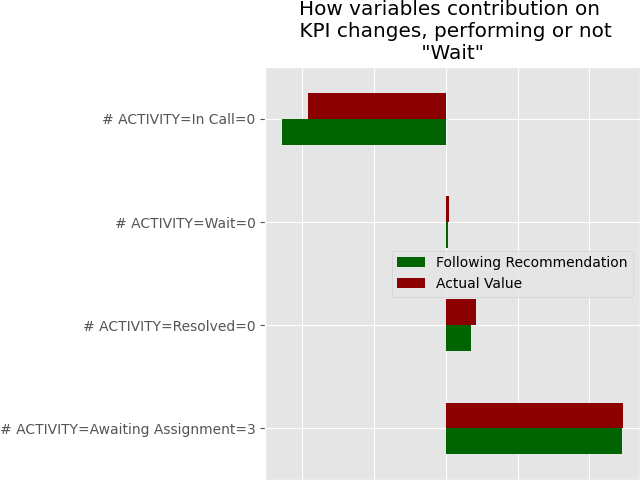 How variables contribution on
KPI changes, performing or not
"Wait"
# ACTIVITY=In Call=0
# ACTIVITY=Wait=0
Following Recommendation
Actual Value
# ACTIVITY=Resolved=0
# ACTIVITY=Awaiting Assignment=3